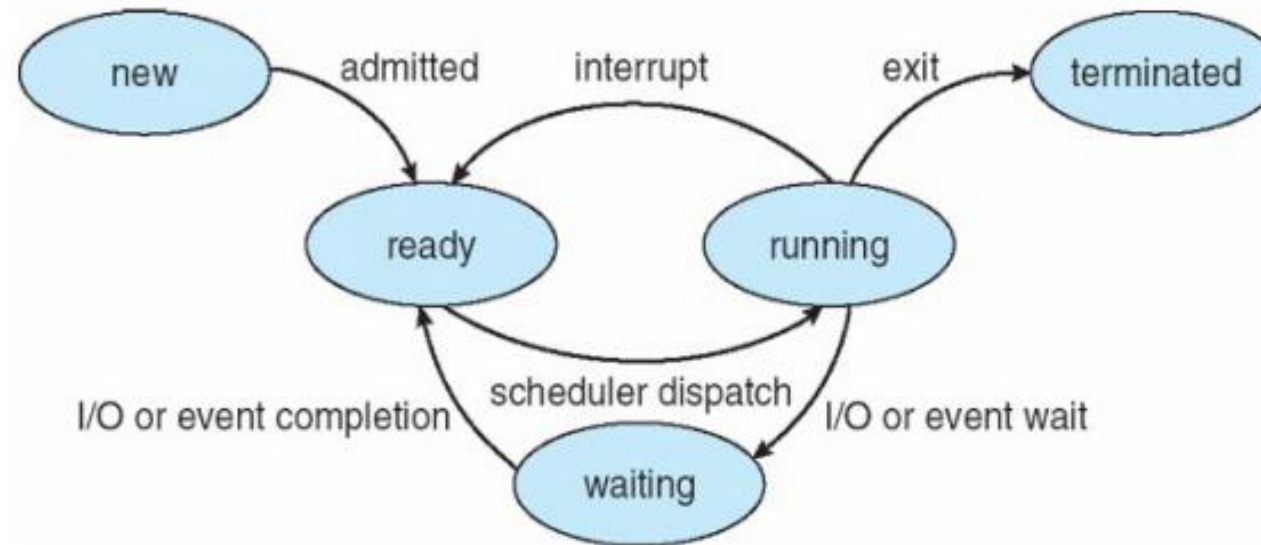 new
admitted
interrupt
exit
terminated
ready
running
scheduler dispatch
I/O or event completion
I/O or event wait
waiting